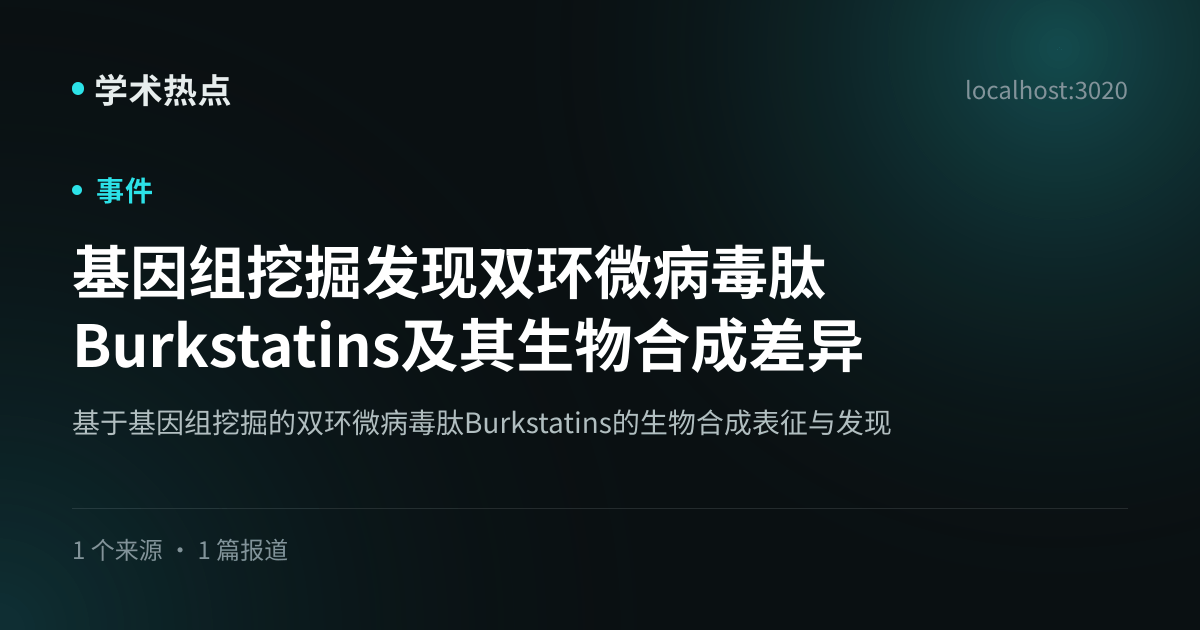 学术热点
localhost:3020
事件
基因组挖掘发现双环微病毒肽
Burkstatins及其生物合成差异
基于基因组挖掘的双环微病毒肽Burkstatins的生物合成表征与发现
1 个来源 · 1 篇报道